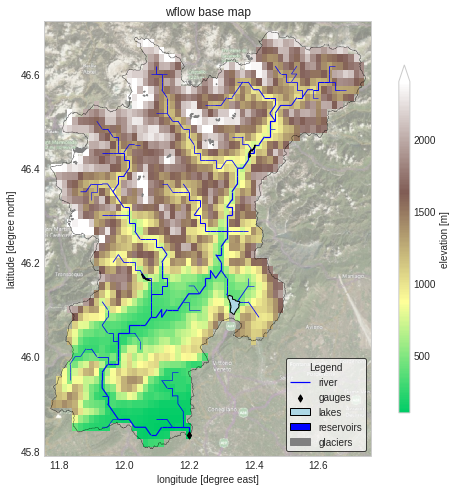 wflow base map
46.6
46.4
46.2
46.0
45.8
latitude [degree north]
11.8 12.0 12.2 12.4 12.6
longitude [degree east]
Legend
river
gauges
lakes
reservoirs
glaciers
2000
1500
1000
500
elevation [m]